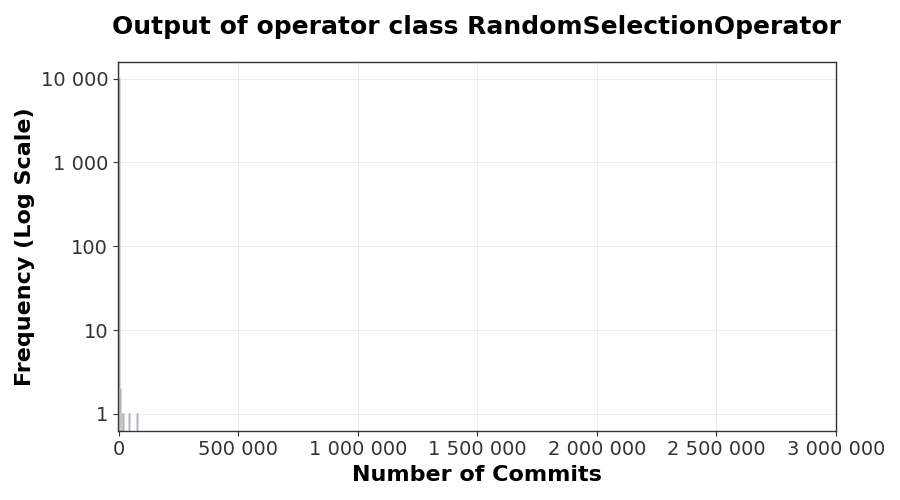 Output of operator class RandomSelectionOperator
Frequency (Log Scale)
10 000
1 000
100
10
1
0
500 000
1 000 000
1 500 000
2 000 000
2 500 000
3 000 000
Number of Commits